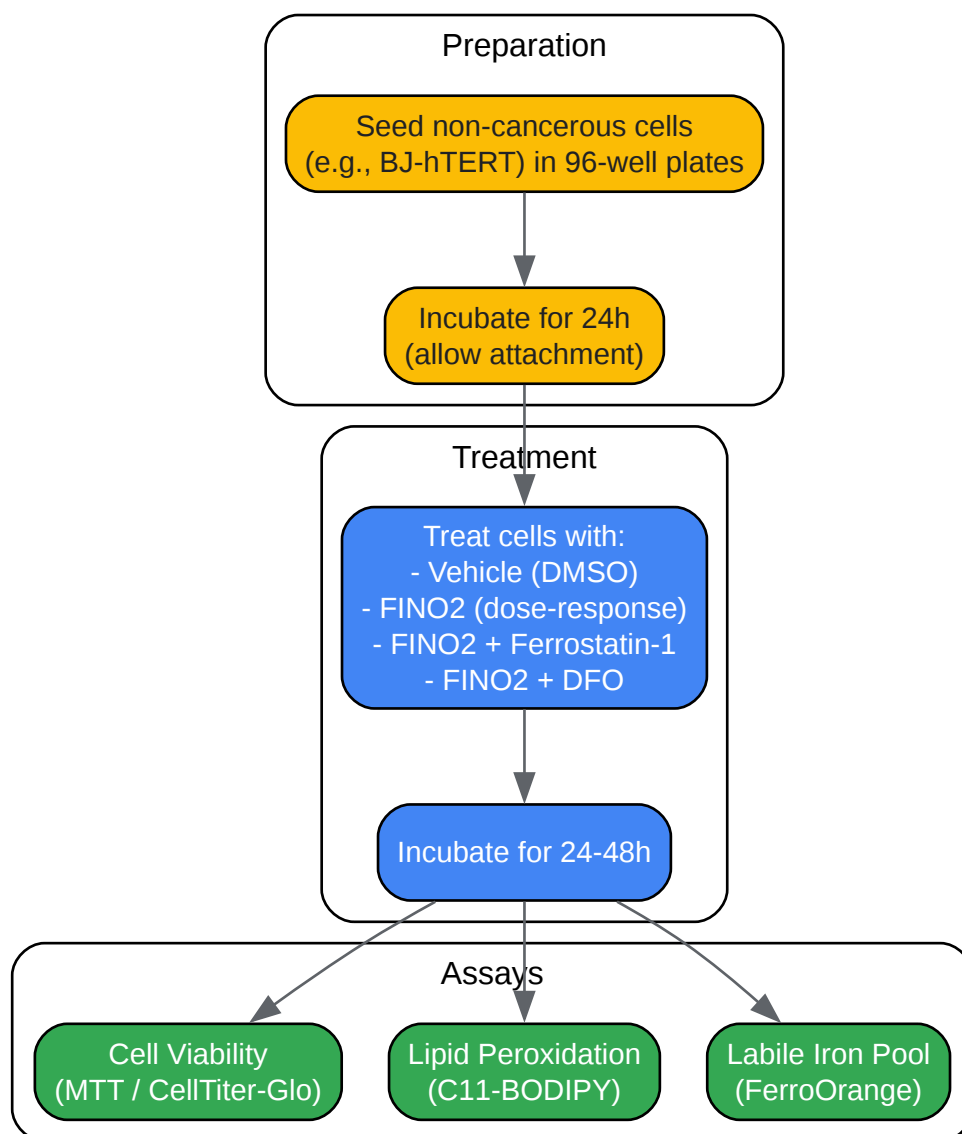 Preparation
Seed non-cancerous cells
(e.g., BJ-hTERT) in 96-well plates
Incubate for 24h
(allow attachment)
Treatment
Treat cells with:
- Vehicle (DMSO)
- FINO2 (dose-response)
- FINO2 + Ferrostatin-1
- FINO2 + DFO
Incubate for 24-48h
Assays
Cell Viability
(MTT / CellTiter-Glo)
Lipid Peroxidation
(C11-BODIPY)
Labile Iron Pool
(FerroOrange)